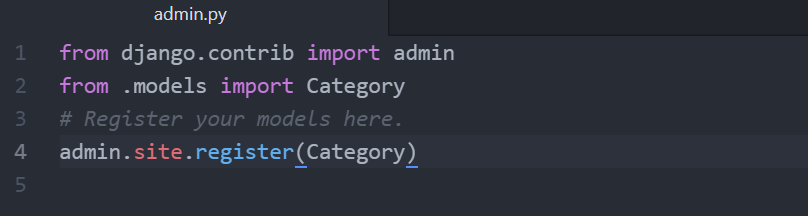 admin.py
1 from django.contrib import admin
2 from .models import Category
3 # Register your models here.
4 admin.site.register(Category)
5